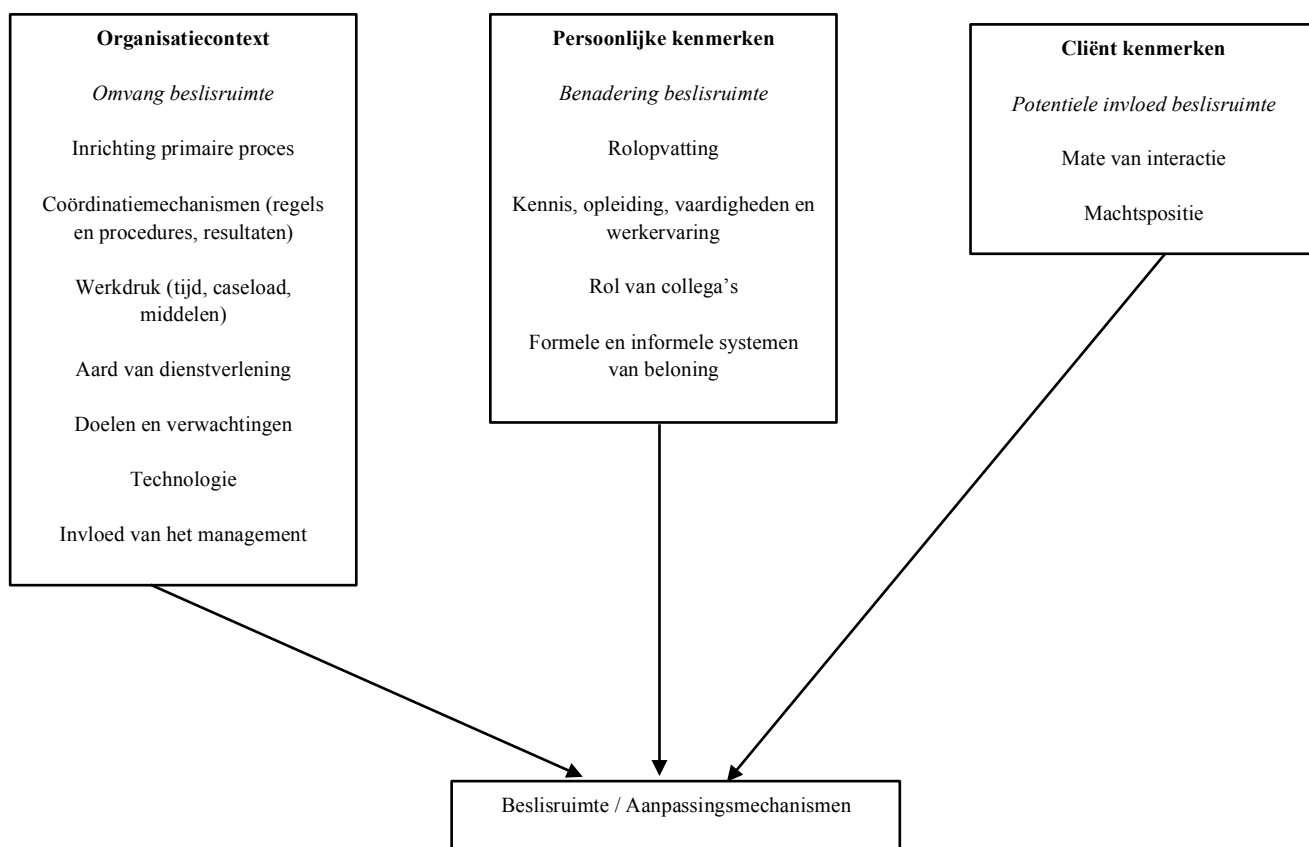 Organisatiecontext
Omvang beslisruimte
Inrichting primaire proces
Coördinatiemechanismen (regels
en procedures, resultaten)
Werkdruk (tijd, caseload,
middelen)
Aard van dienstverlening
Doelen en verwachtingen
Technologie
Invloed van het management
Persoonlijke kenmerken
Benadering beslisruimte
Rolopvatting
Kennis, opleiding, vaardigheden en
werkervaring
Rol van collega’s
Formele en informele systemen
van beloning
Cliënt kenmerken
Potentiele invloed beslisruimte
Mate van interactie
Machtspositie
Beslisruimte / Aanpassingsmechanismen